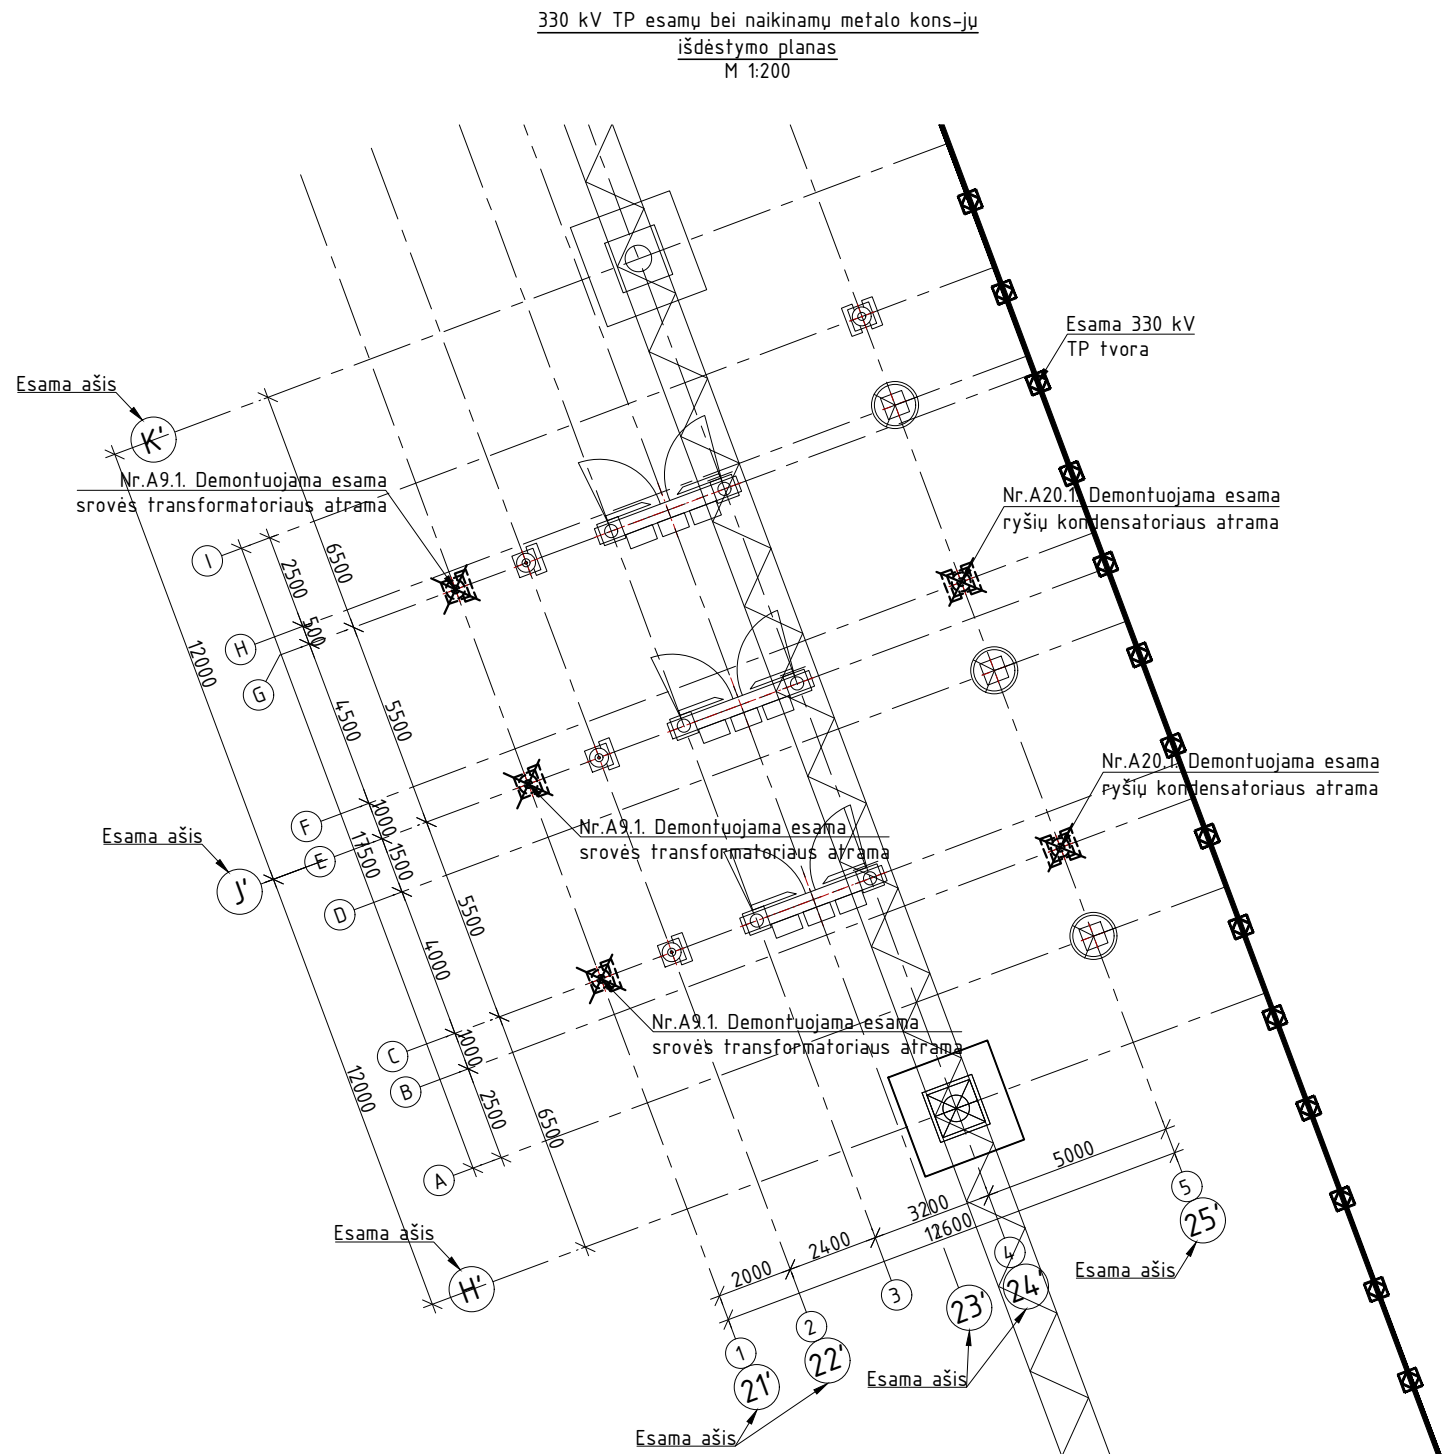 330 kV TP esamų bei naikinamų metalo kons-jų
išdėstymo planas
M 1:200
Esama 330 kV
TP tvora
Esama ašis
K'
Nr.A9.1. Demontuojama esama
srovės transformatoriaus atrama
Nr.A20.1. Demontuojama esama
ryšių kondensatoriaus atrama
I
H
G
2500
6500
500
12000
4500
5500
Nr.A20.1. Demontuojama esama
ryšių kondensatoriaus atrama
F
E
D
1000
17500
1500
Esama ašis
J'
Nr.A9.1. Demontuojama esama
srovės transformatoriaus atrama
5500
4000
Nr.A9.1. Demontuojama esama
srovės transformatoriaus atrama
C
B
A
1000
2500
12000
6500
Esama ašis
H'
2000
2400
3200
12600
5000
1
2
3
4
5
21'
22'
23'
24'
25'
Esama ašis
Esama ašis
Esama ašis